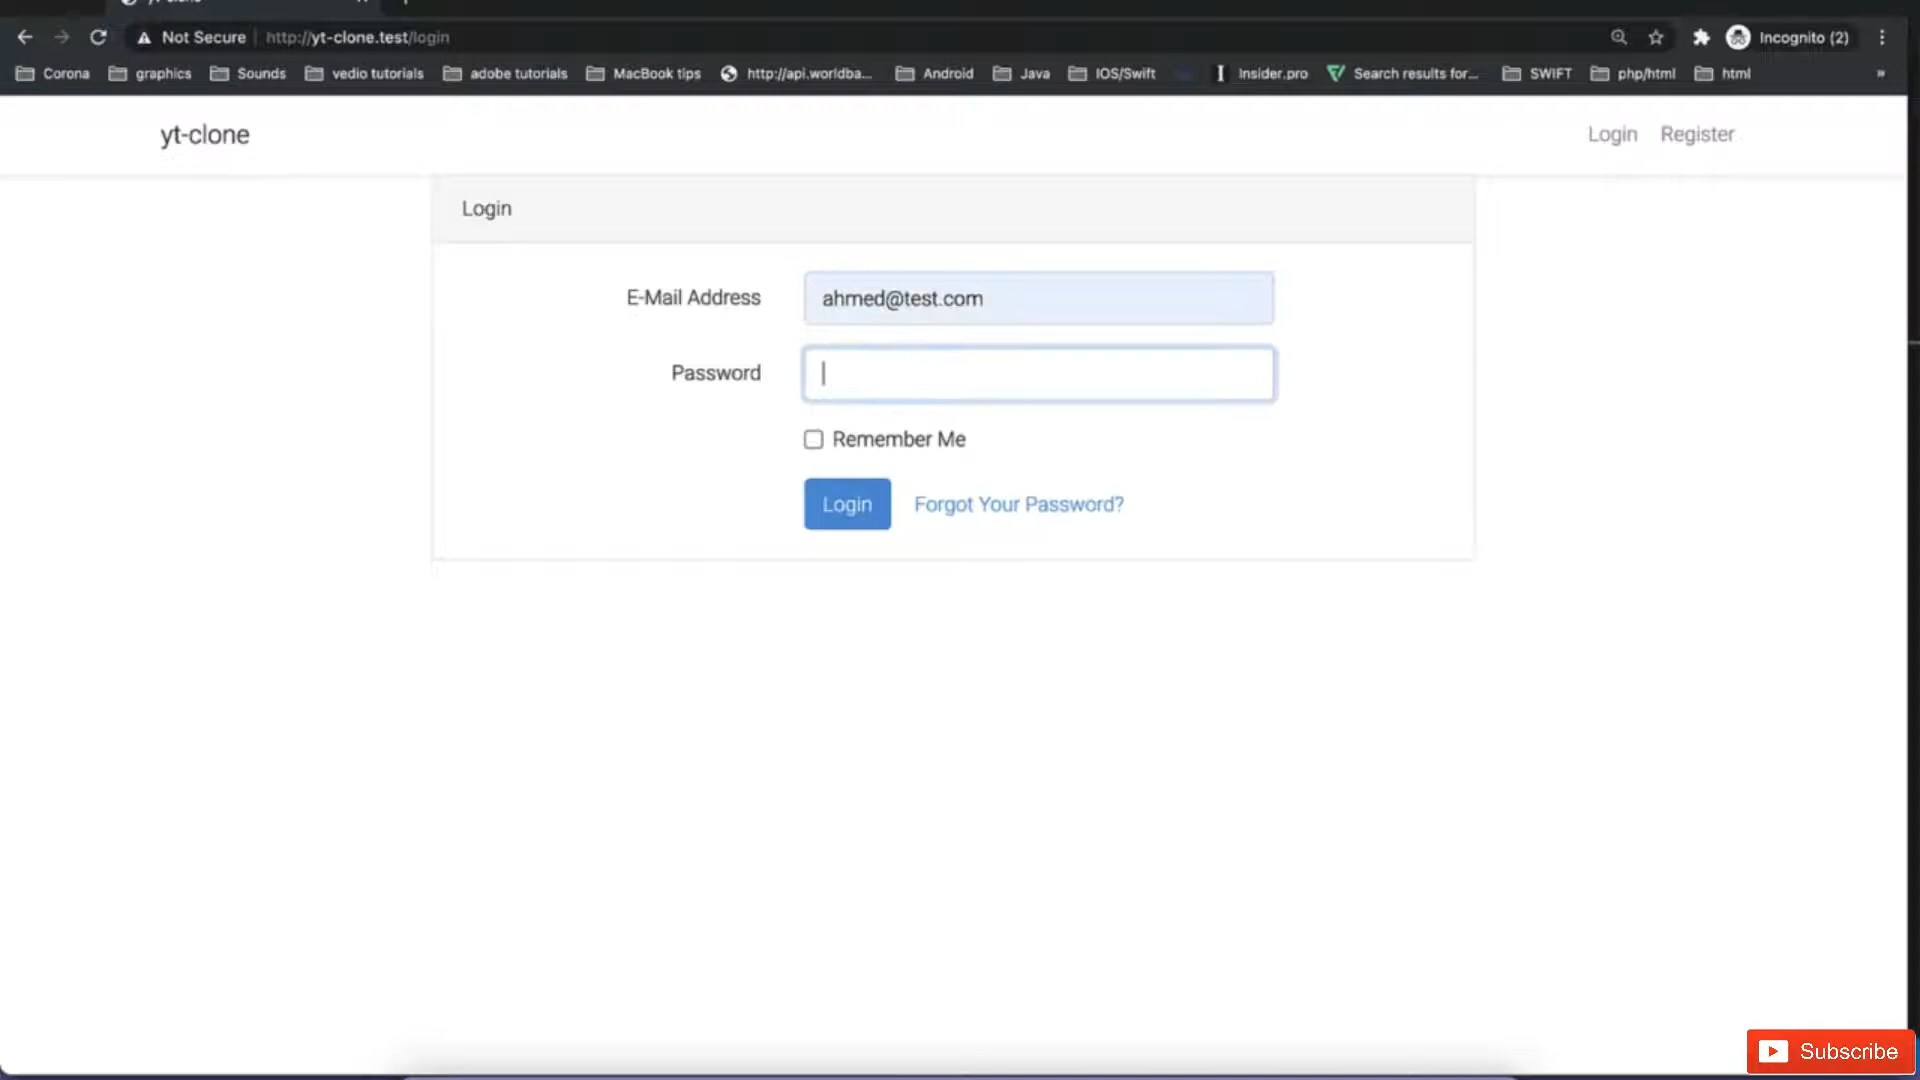 Not Secure http://yt-clone.test/login Incognito (2)
Corona graphics Sounds vedio tutorials adobe tutorials MacBook tips http://api.worldba... Android Java IOS/Swift Insider.pro Search results for... SWIFT php/html html »
yt-clone Login Register
Login
E-Mail Address ahmed@test.com
Password
Remember Me
Login Forgot Your Password?
Subscribe